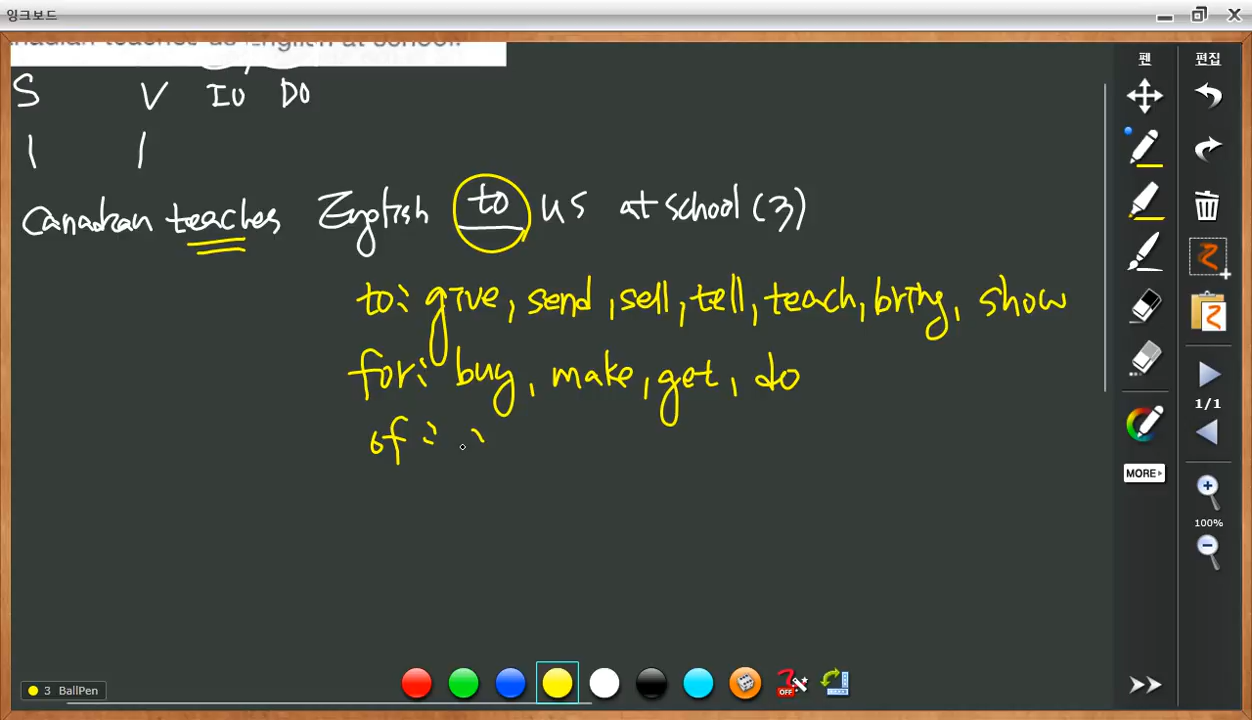 잉크보드
펜
편집
S V IO DO
Canadian teaches English to us at school (3)
to: give, send, sell, tell, teach, bring, show
for: buy, make, get, do
of:
1/1
MORE
100%
OFF
3 BallPen